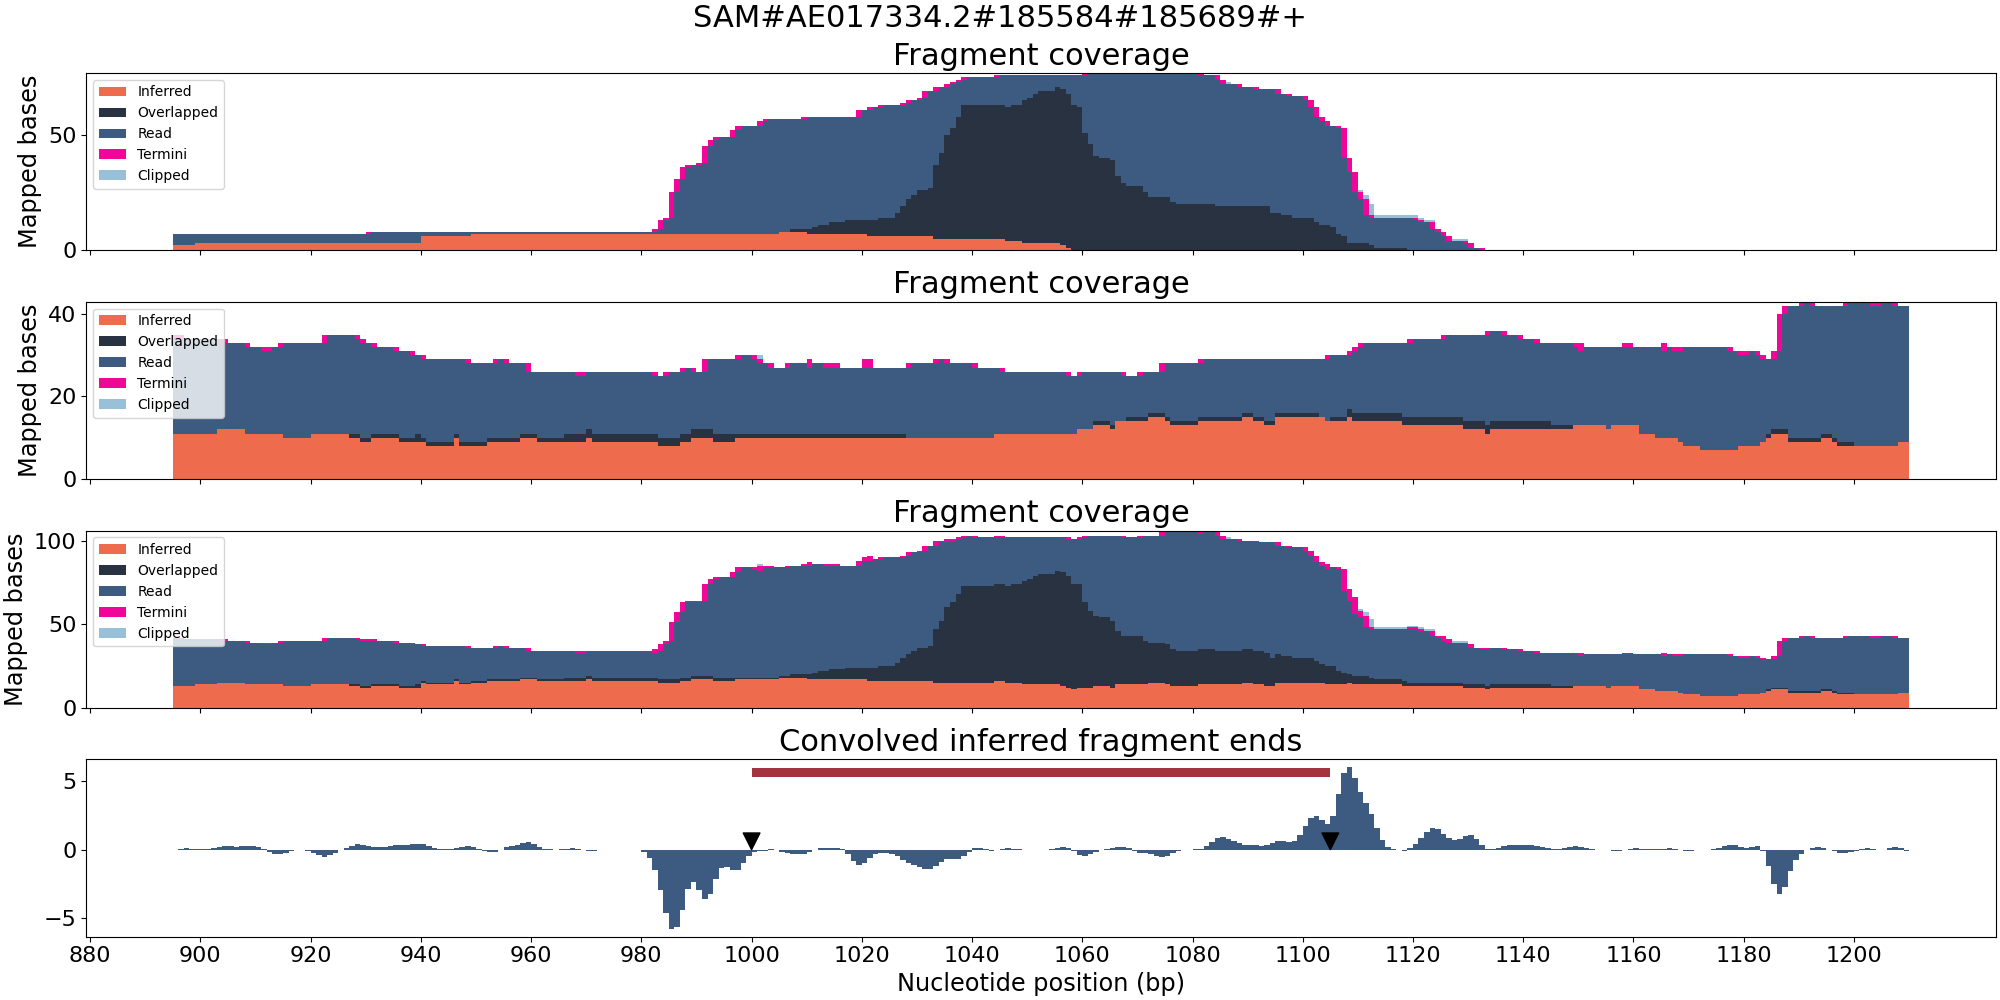 SAM#AE017334.2#185584#185689#+
Fragment coverage
Mapped bases
50
0
Inferred
Overlapped
Read
Termini
Clipped
Fragment coverage
Mapped bases
40
20
0
Inferred
Overlapped
Read
Termini
Clipped
Fragment coverage
Mapped bases
100
50
0
Inferred
Overlapped
Read
Termini
Clipped
Convolved inferred fragment ends
5
0
−5
880 900 920 940 960 980 1000 1020 1040 1060 1080 1100 1120 1140 1160 1180 1200
Nucleotide position (bp)